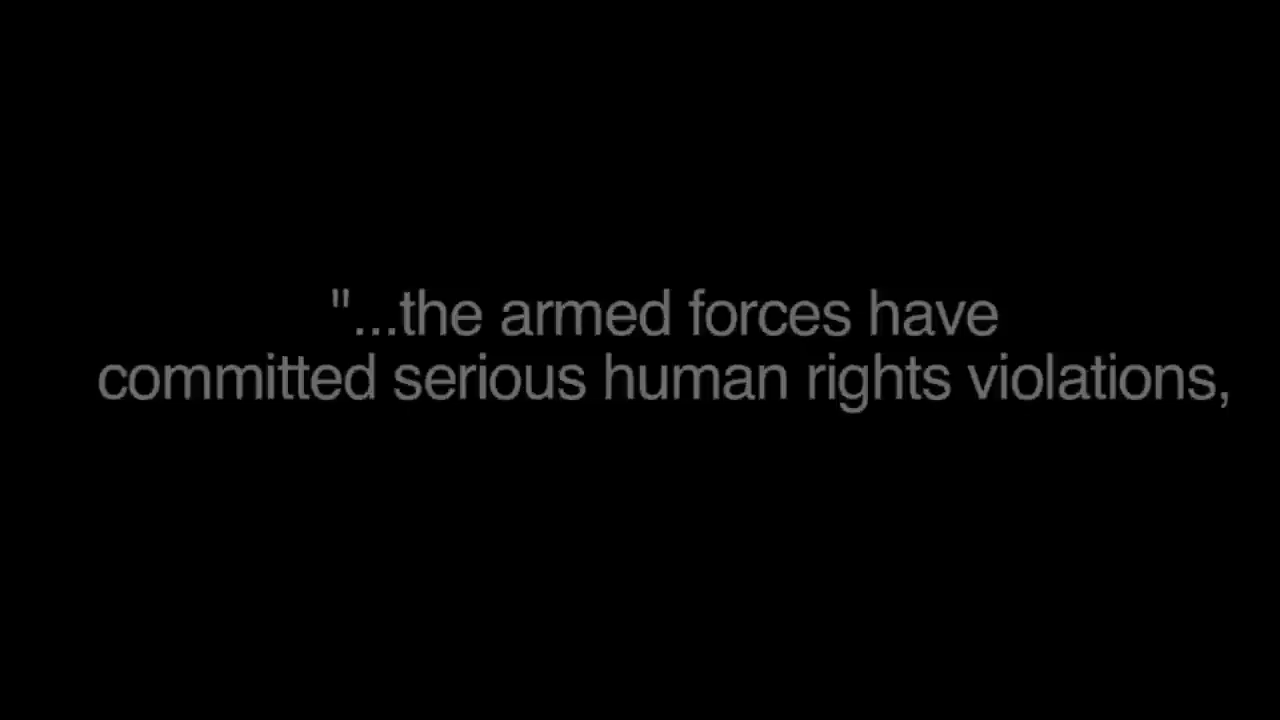 "...the armed forces have
committed serious human rights violations,